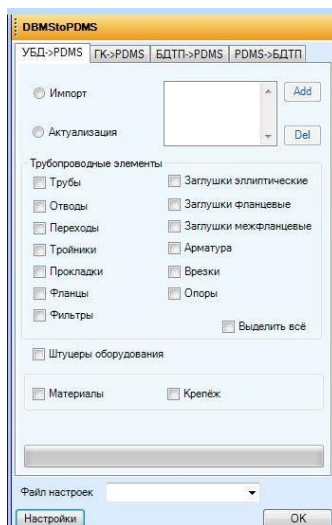 DBMStoPDMS
УБД->PDMS ГК->PDMS БДТП->PDMS PDMS->БДТП
Импорт Add
Актуализация Del
Трубопроводные элементы
Трубы Заглушки эллиптические
Отводы Заглушки фланцевые
Переходы Заглушки межфланцевые
Тройники Арматура
Прокладки Врезки
Фланцы Опоры
Фильтры
Выделить всё
Штуцеры оборудования
Материалы Крепёж
Файл настроек
Настройки OK